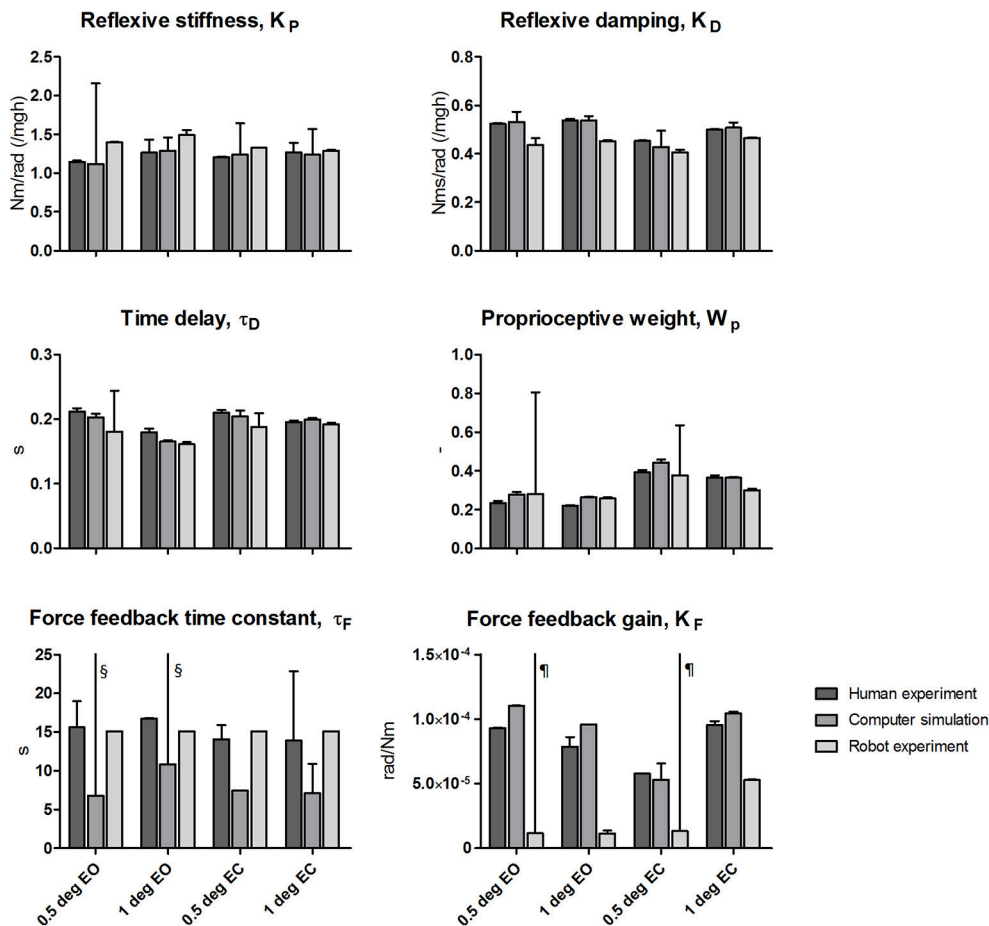 Reflexive stiffness, K_P
Nm/rad (/mgh)
2.5
2.0
1.5
1.0
0.5
0.0
Reflexive damping, K_D
Nms/rad (/mgh)
0.8
0.6
0.4
0.2
0.0
Time delay, τ_D
s
0.3
0.2
0.1
0.0
Proprioceptive weight, W_p
-
1.0
0.8
0.6
0.4
0.2
0.0
Force feedback time constant, τ_F
s
25
20
15
10
5
0
§
§
0.5 deg EO
1 deg EO
0.5 deg EC
1 deg EC
Force feedback gain, K_F
rad/Nm
1.5×10⁻⁴
1.0×10⁻⁴
5.0×10⁻⁵
0
¶
¶
0.5 deg EO
1 deg EO
0.5 deg EC
1 deg EC
Human experiment
Computer simulation
Robot experiment